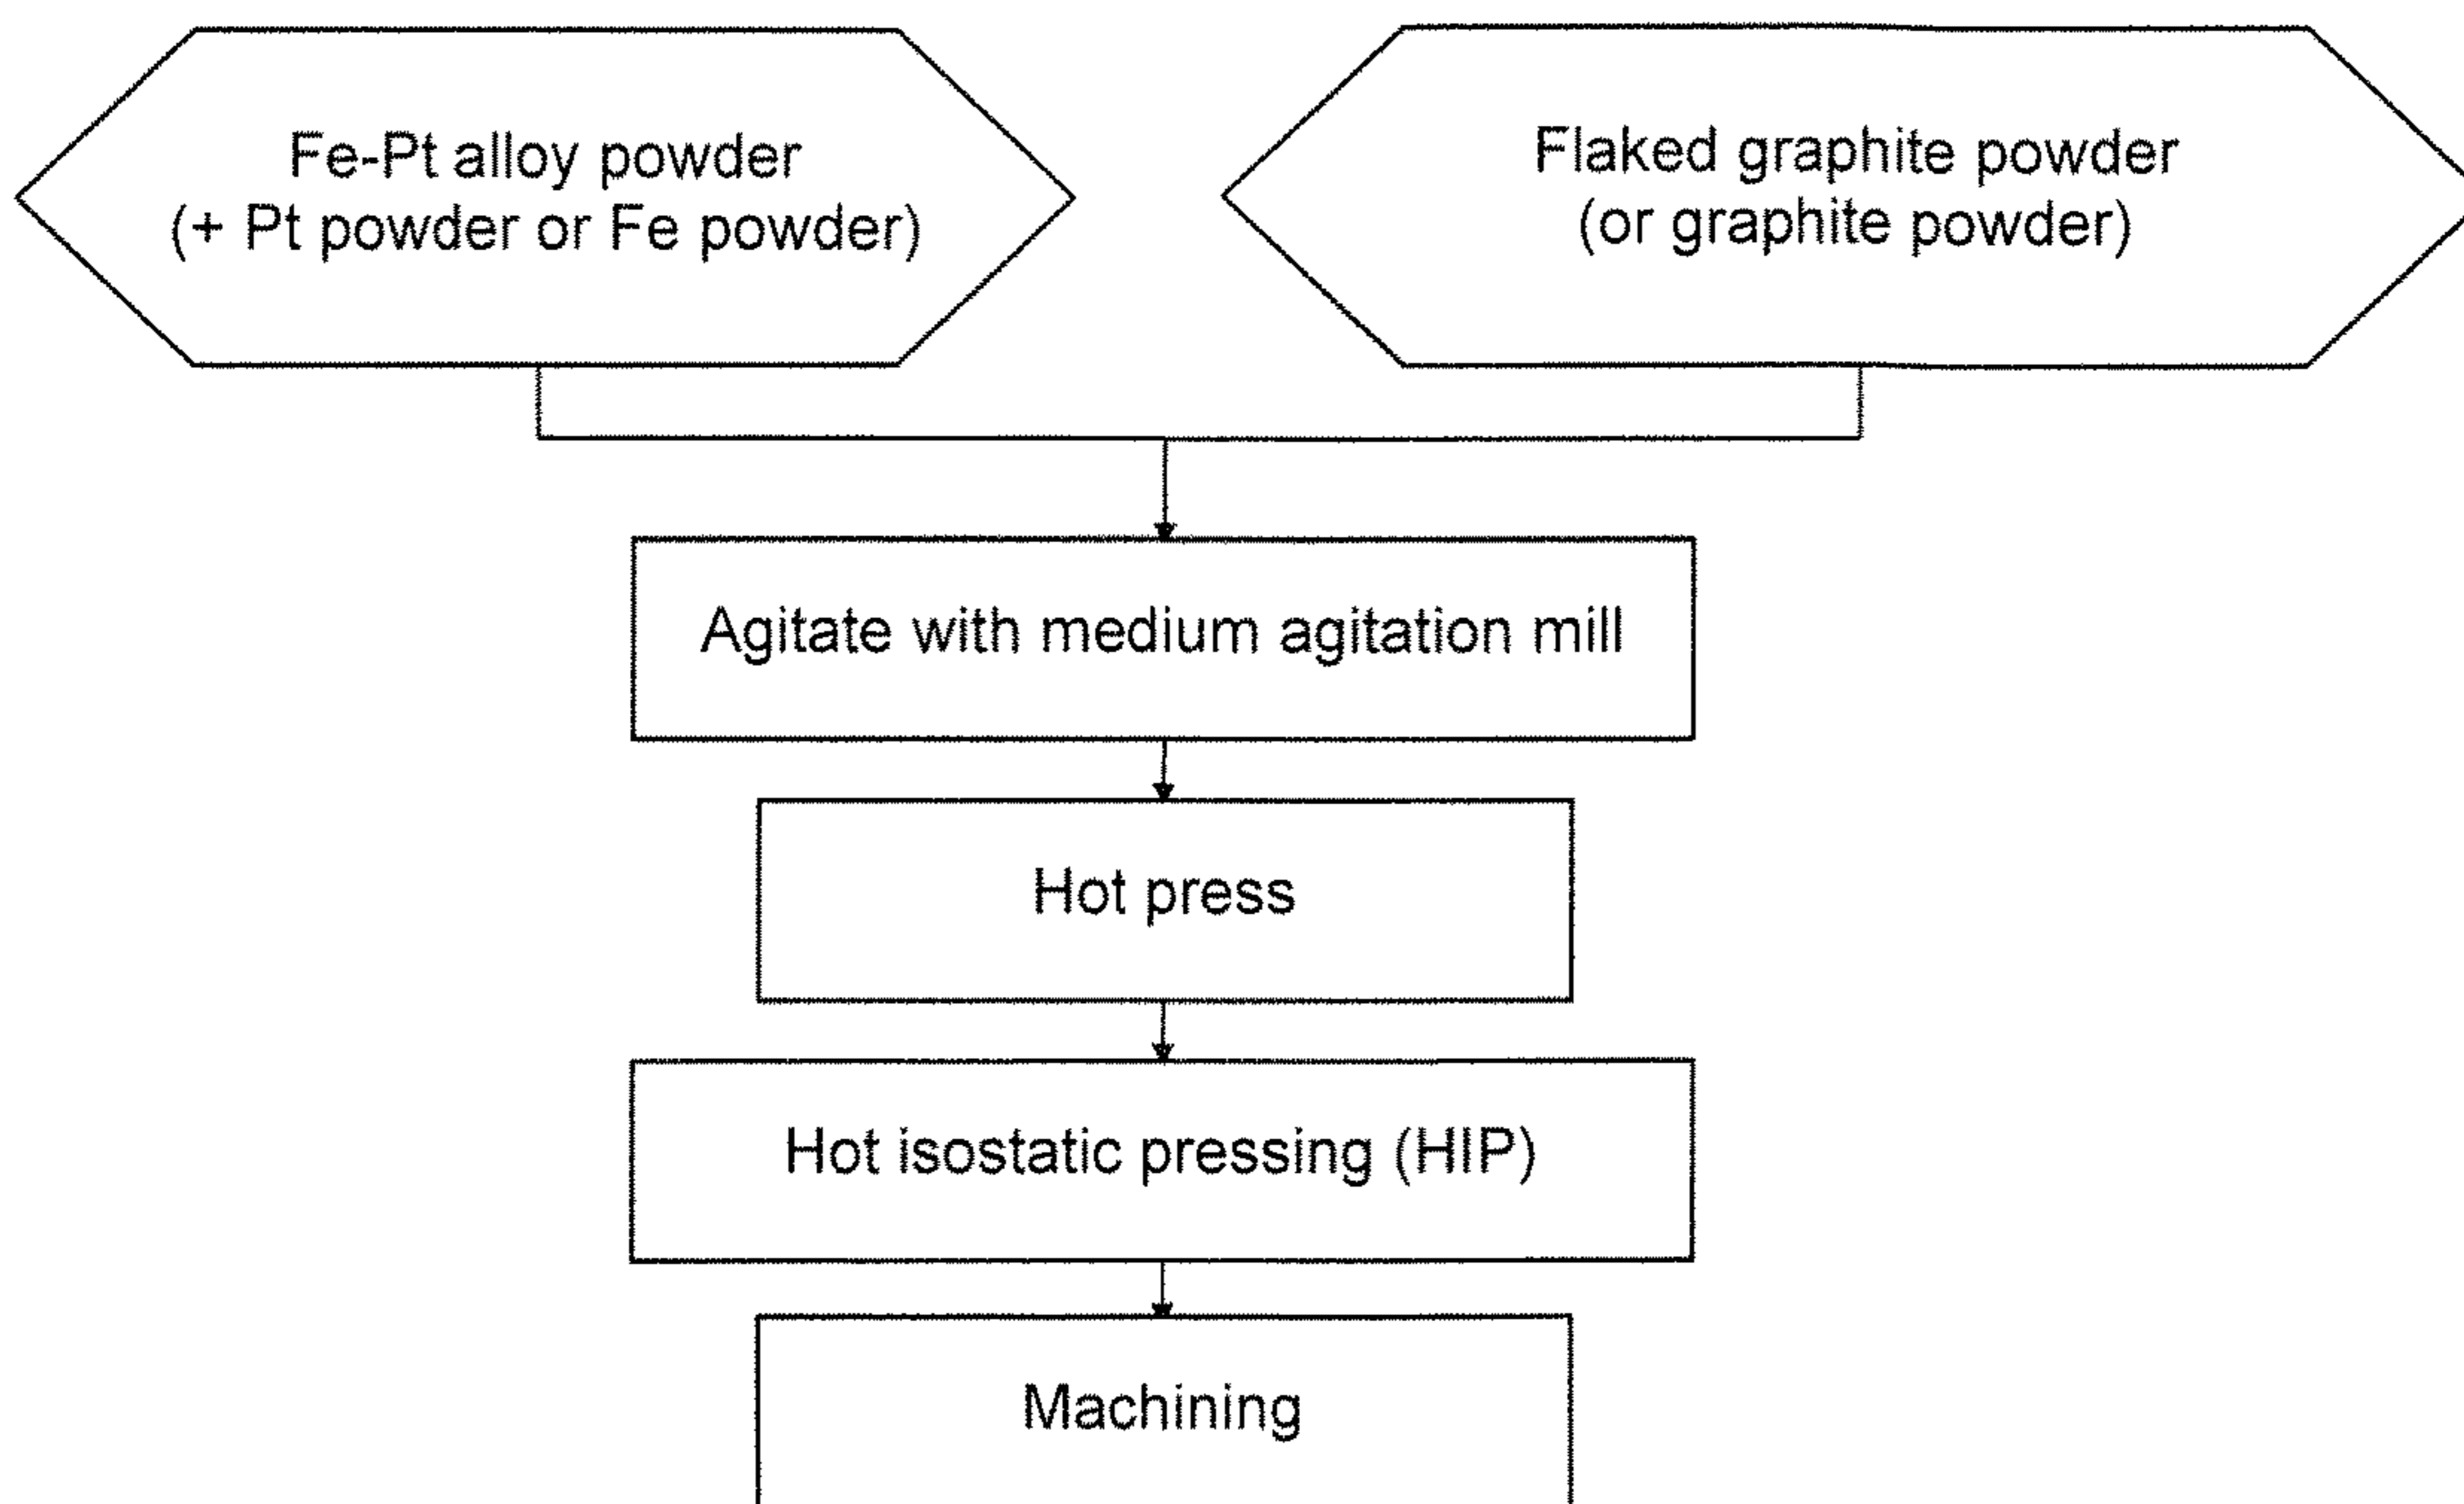 Fe-Pt alloy powder
(+ Pt powder or Fe powder)
Flaked graphite powder
(or graphite powder)
Agitate with medium agitation mill
Hot press
Hot isostatic pressing (HIP)
Machining